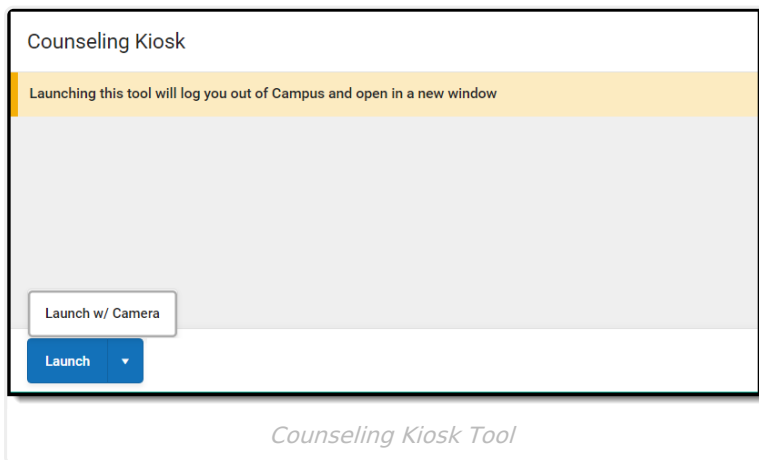 Counseling Kiosk
Launching this tool will log you out of Campus and open in a new window
Launch w/ Camera
Launch
Counseling Kiosk Tool